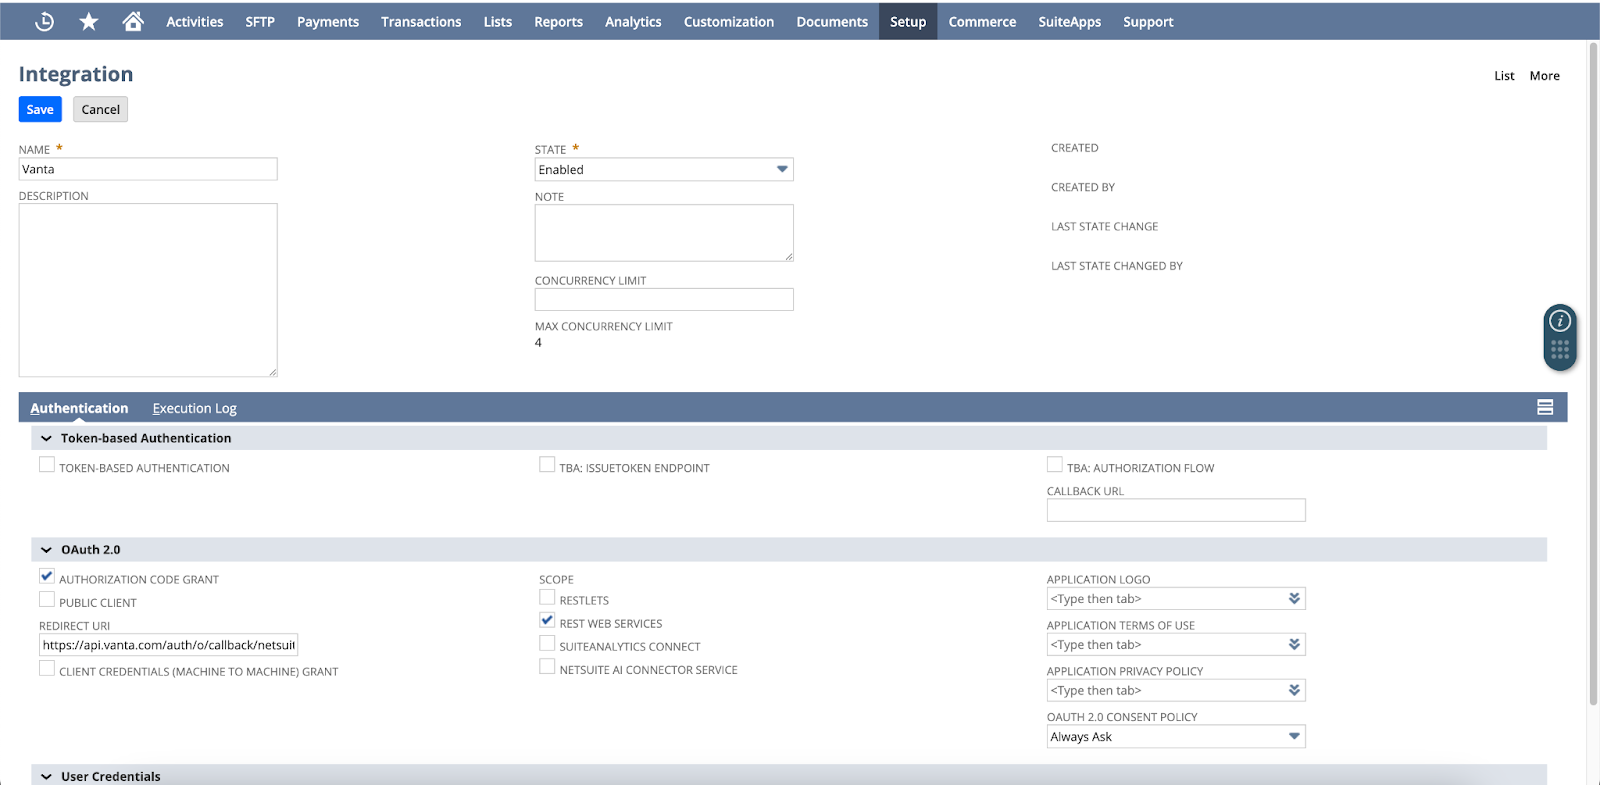 Activities SFTP Payments Transactions Lists Reports Analytics Customization Documents Setup Commerce SuiteApps Support
Integration
List More
Save Cancel
NAME *
Vanta
DESCRIPTION
STATE *
Enabled
NOTE
CONCURRENCY LIMIT
MAX CONCURRENCY LIMIT
4
CREATED
CREATED BY
LAST STATE CHANGE
LAST STATE CHANGED BY
Authentication Execution Log
Token-based Authentication
TOKEN-BASED AUTHENTICATION
TBA: ISSUETOKEN ENDPOINT
TBA: AUTHORIZATION FLOW
CALLBACK URL
OAuth 2.0
AUTHORIZATION CODE GRANT
PUBLIC CLIENT
REDIRECT URI
https://api.vanta.com/auth/o/callback/netsuit
CLIENT CREDENTIALS (MACHINE TO MACHINE) GRANT
SCOPE
RESTLETS
REST WEB SERVICES
SUITEANALYTICS CONNECT
NETSUITE AI CONNECTOR SERVICE
APPLICATION LOGO
<Type then tab>
APPLICATION TERMS OF USE
<Type then tab>
APPLICATION PRIVACY POLICY
<Type then tab>
OAUTH 2.0 CONSENT POLICY
Always Ask
User Credentials